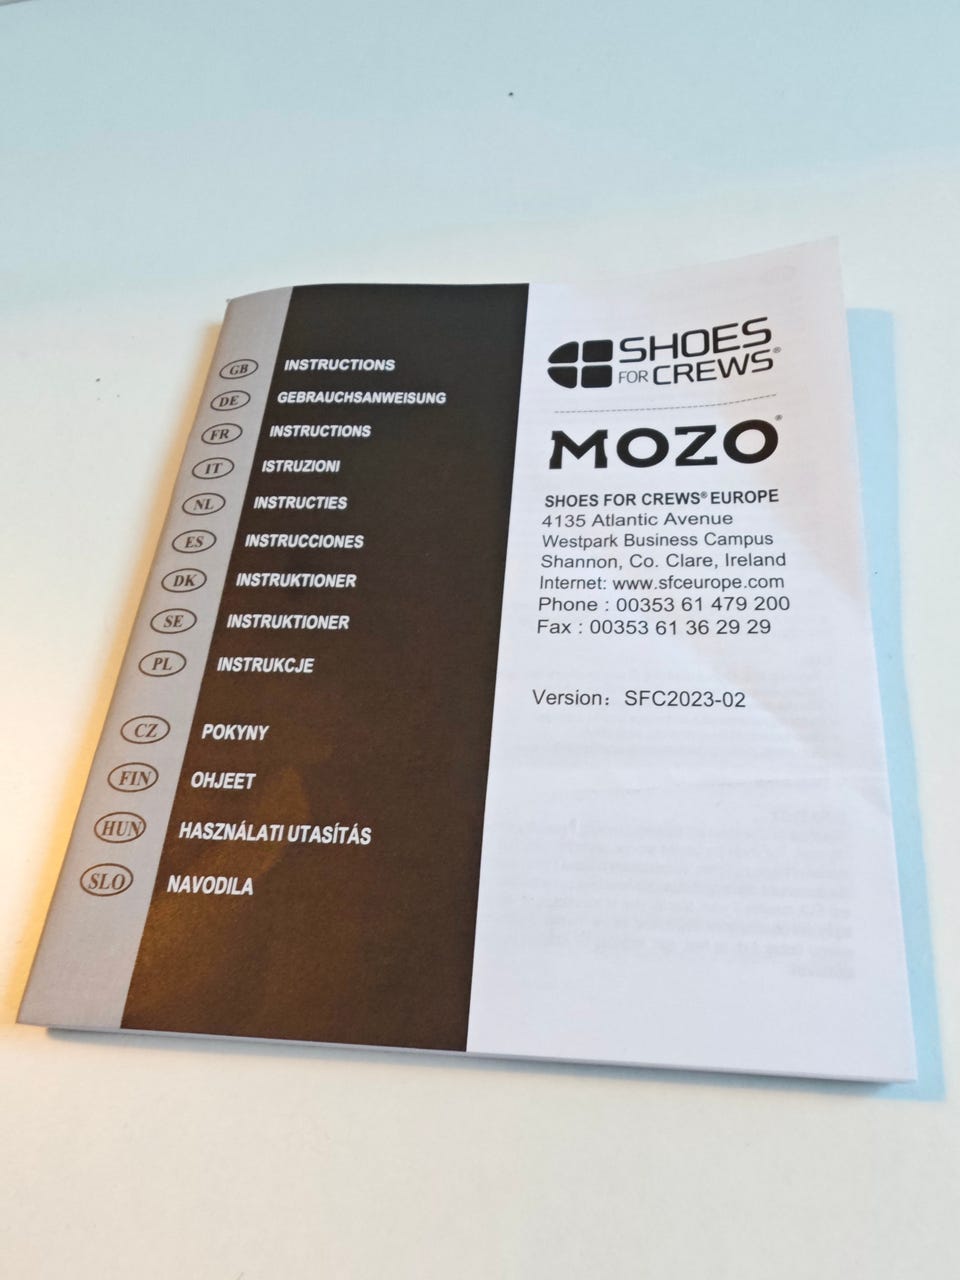 GB INSTRUCTIONS
DE GEBRAUCHSANWEISUNG
FR INSTRUCTIONS
IT ISTRUZIONI
NL INSTRUCTIES
ES INSTRUCCIONES
DK INSTRUKTIONER
SE INSTRUKTIONER
PL INSTRUKCJE
CZ POKYNY
FIN OHJEET
HUN HASZNÁLATI UTASÍTÁS
SLO NAVODILA
SHOES
FOR CREWS®
MOZO®
SHOES FOR CREWS® EUROPE
4135 Atlantic Avenue
Westpark Business Campus
Shannon, Co. Clare, Ireland
Internet: www.sfceurope.com
Phone : 00353 61 479 200
Fax : 00353 61 36 29 29
Version: SFC2023-02